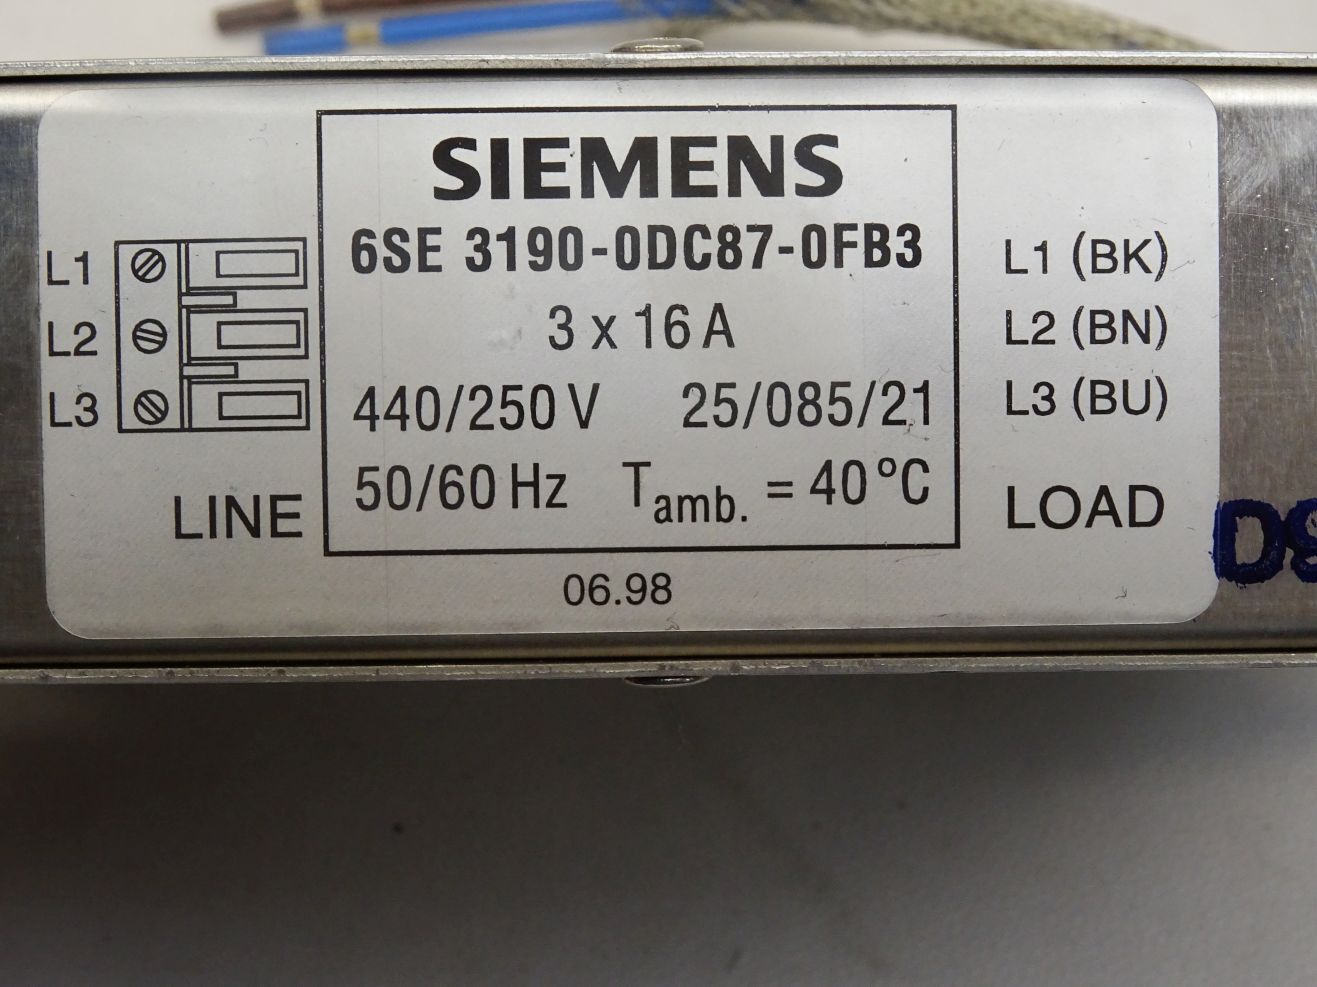 SIEMENS
6SE 3190-0DC87-0FB3
3 x 16 A
440/250 V 25/085/21
50/60 Hz Tamb. = 40 °C
L1
L2
L3
LINE
L1 (BK)
L2 (BN)
L3 (BU)
LOAD
06.98